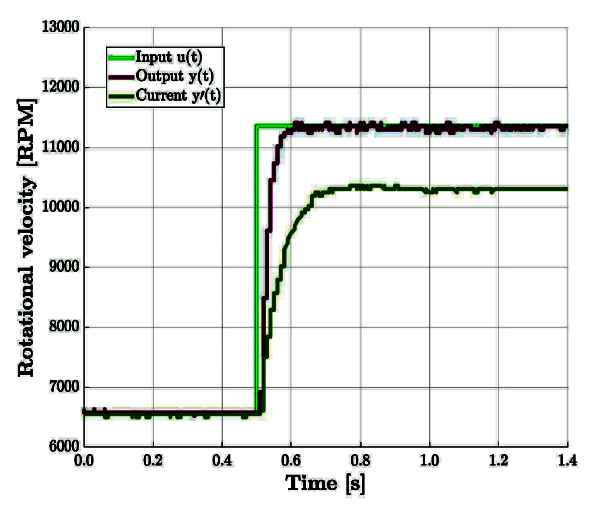 13000
12000
11000
10000
9000
8000
7000
6000
Rotational velocity [RPM]
Input u(t)
Output y(t)
Current y′(t)
0.0 0.2 0.4 0.6 0.8 1.0 1.2 1.4
Time [s]